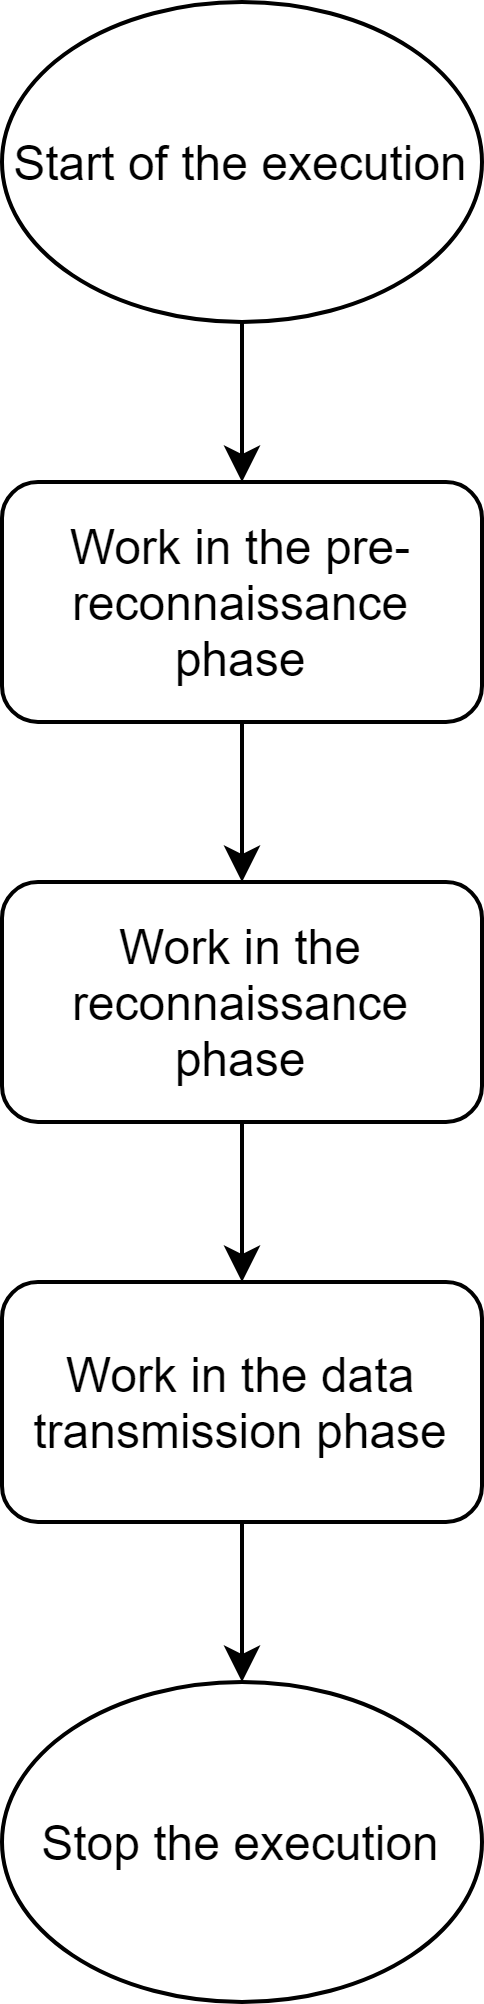 Start of the execution
Work in the pre-
reconnaissance
phase
Work in the
reconnaissance
phase
Work in the data
transmission phase
Stop the execution